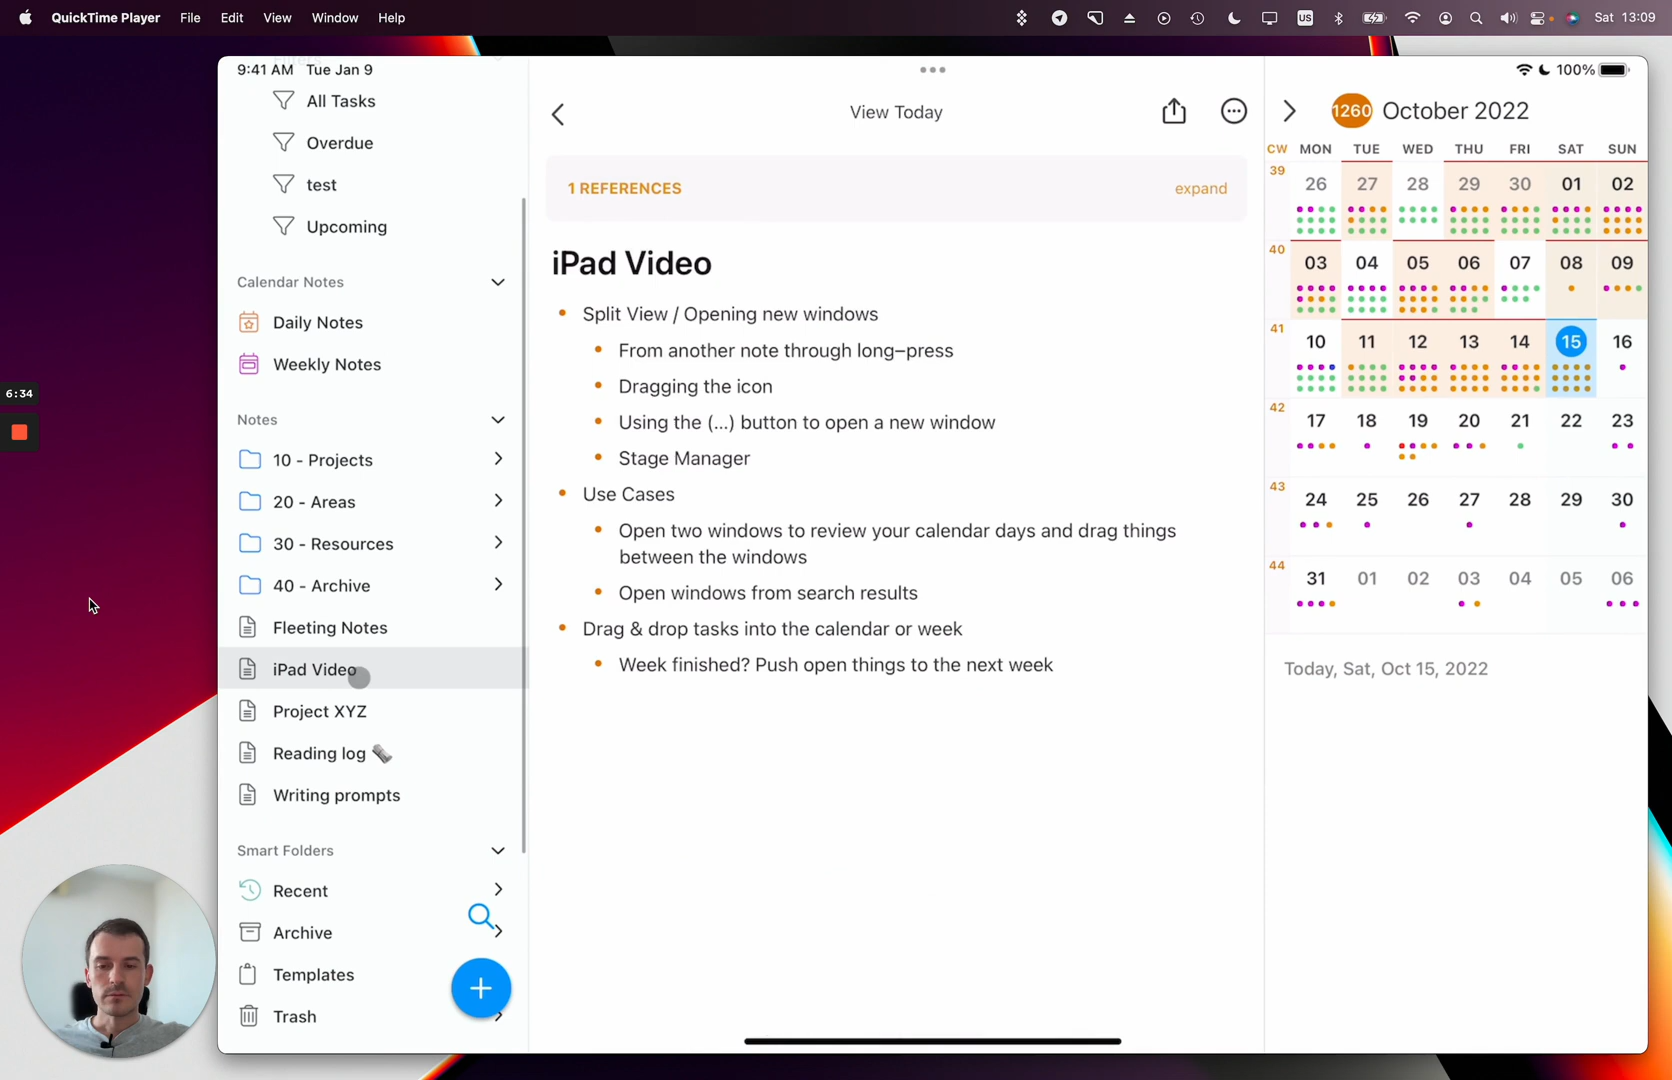 QuickTime Player File Edit View Window Help US Sat 13:09
9:41 AM Tue Jan 9
100%
All Tasks
Overdue
test
Upcoming
Calendar Notes
Daily Notes
Weekly Notes
Notes
10 - Projects
20 - Areas
30 - Resources
40 - Archive
Fleeting Notes
iPad Video
Project XYZ
Reading log
Writing prompts
Smart Folders
Recent
Archive
Templates
Trash
6:34
View Today
1 REFERENCES expand
iPad Video
Split View / Opening new windows
From another note through long–press
Dragging the icon
Using the (...) button to open a new window
Stage Manager
Use Cases
Open two windows to review your calendar days and drag things
between the windows
Open windows from search results
Drag & drop tasks into the calendar or week
Week finished? Push open things to the next week
1260 October 2022
CW MON TUE WED THU FRI SAT SUN
39 26 27 28 29 30 01 02
40 03 04 05 06 07 08 09
41 10 11 12 13 14 15 16
42 17 18 19 20 21 22 23
43 24 25 26 27 28 29 30
44 31 01 02 03 04 05 06
Today, Sat, Oct 15, 2022